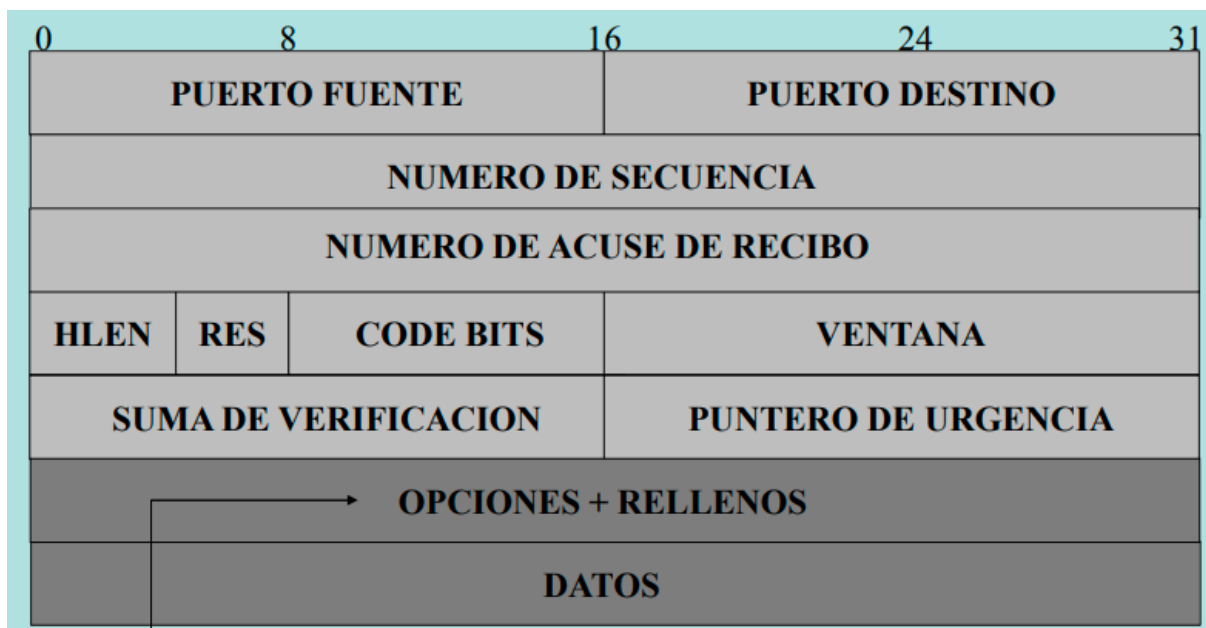 0 8 16 24 31
PUERTO FUENTE PUERTO DESTINO
NUMERO DE SECUENCIA
NUMERO DE ACUSE DE RECIBO
HLEN RES CODE BITS VENTANA
SUMA DE VERIFICACION PUNTERO DE URGENCIA
OPCIONES + RELLENOS
DATOS